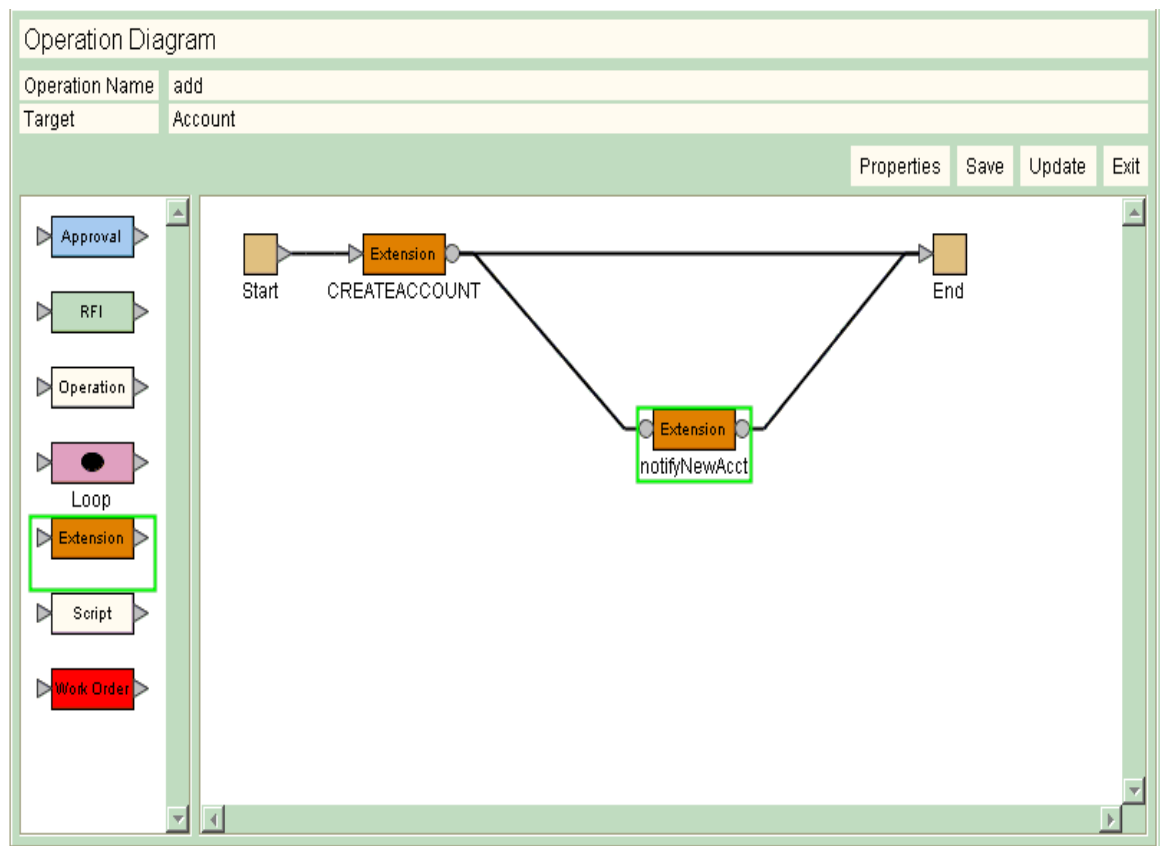 Operation Diagram
Operation Name add
Target Account
Properties Save Update Exit
Approval
RFI
Operation
Loop
Extension
Script
Work Order
Extension
Start CREATEACCOUNT End
Extension
notifyNewAcct